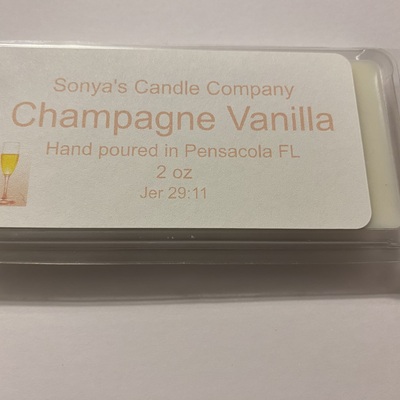 Sonya's Candle Company
Champagne Vanilla
Hand poured in Pensacola FL
2 oz
Jer 29:11